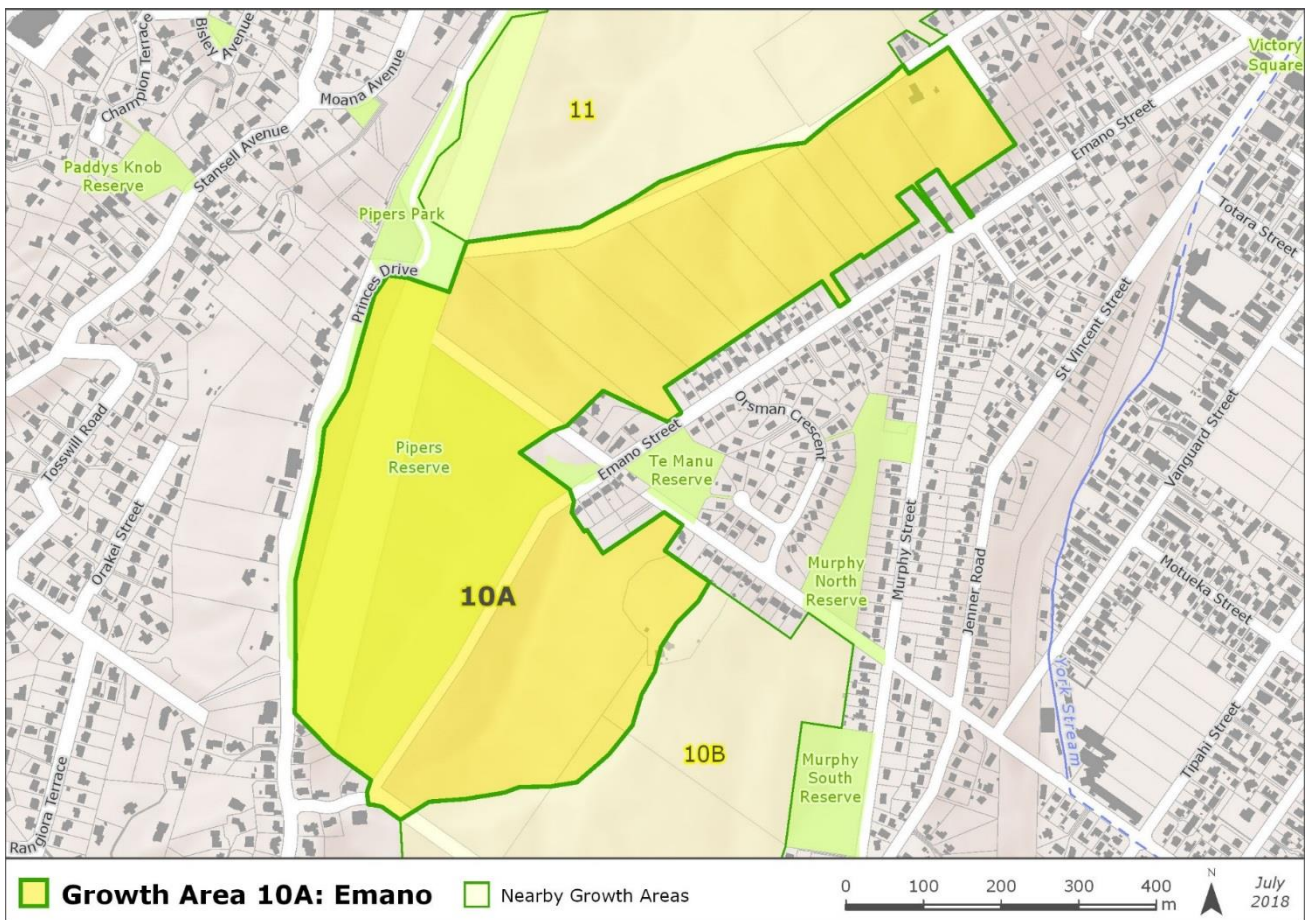 Bisley
Avenue
Champion Terrace
Moana Avenue
Stansell Avenue
Paddys Knob
Reserve
Pipers Park
Princes Drive
11
Victory
Square
Emano Street
Totara Street
St Vincent Street
Vanguard Street
Tosswill Road
Orakei Street
Pipers
Reserve
Orsman Crescent
Emano Street
Te Manu
Reserve
10A
Murphy
North
Reserve
Murphy Street
Jenner Road
Motueka Street
York Stream
Tipahi Street
10B
Murphy
South
Reserve
Rangiora Terrace
Growth Area 10A: Emano
Nearby Growth Areas
0 100 200 300 400
m
N
July
2018